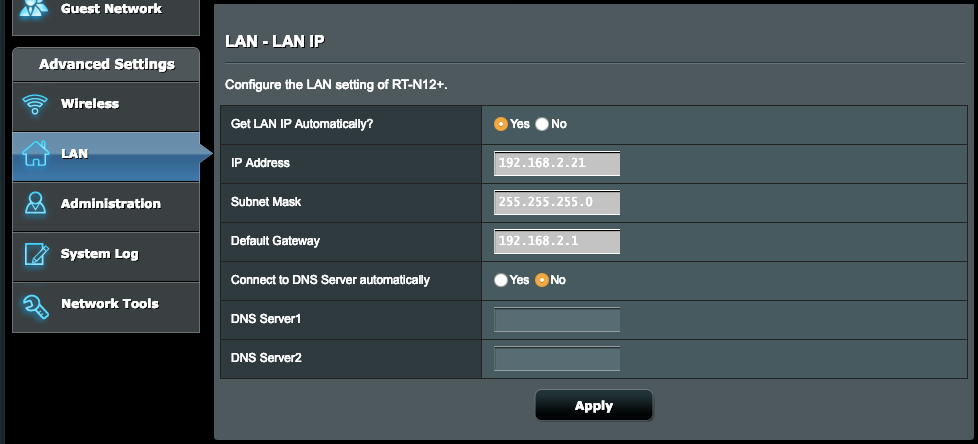 Guest Network
Advanced Settings
Wireless
LAN
Administration
System Log
Network Tools
LAN - LAN IP
Configure the LAN setting of RT-N12+.
Get LAN IP Automatically? Yes No
IP Address 192.168.2.21
Subnet Mask 255.255.255.0
Default Gateway 192.168.2.1
Connect to DNS Server automatically Yes No
DNS Server1
DNS Server2
Apply